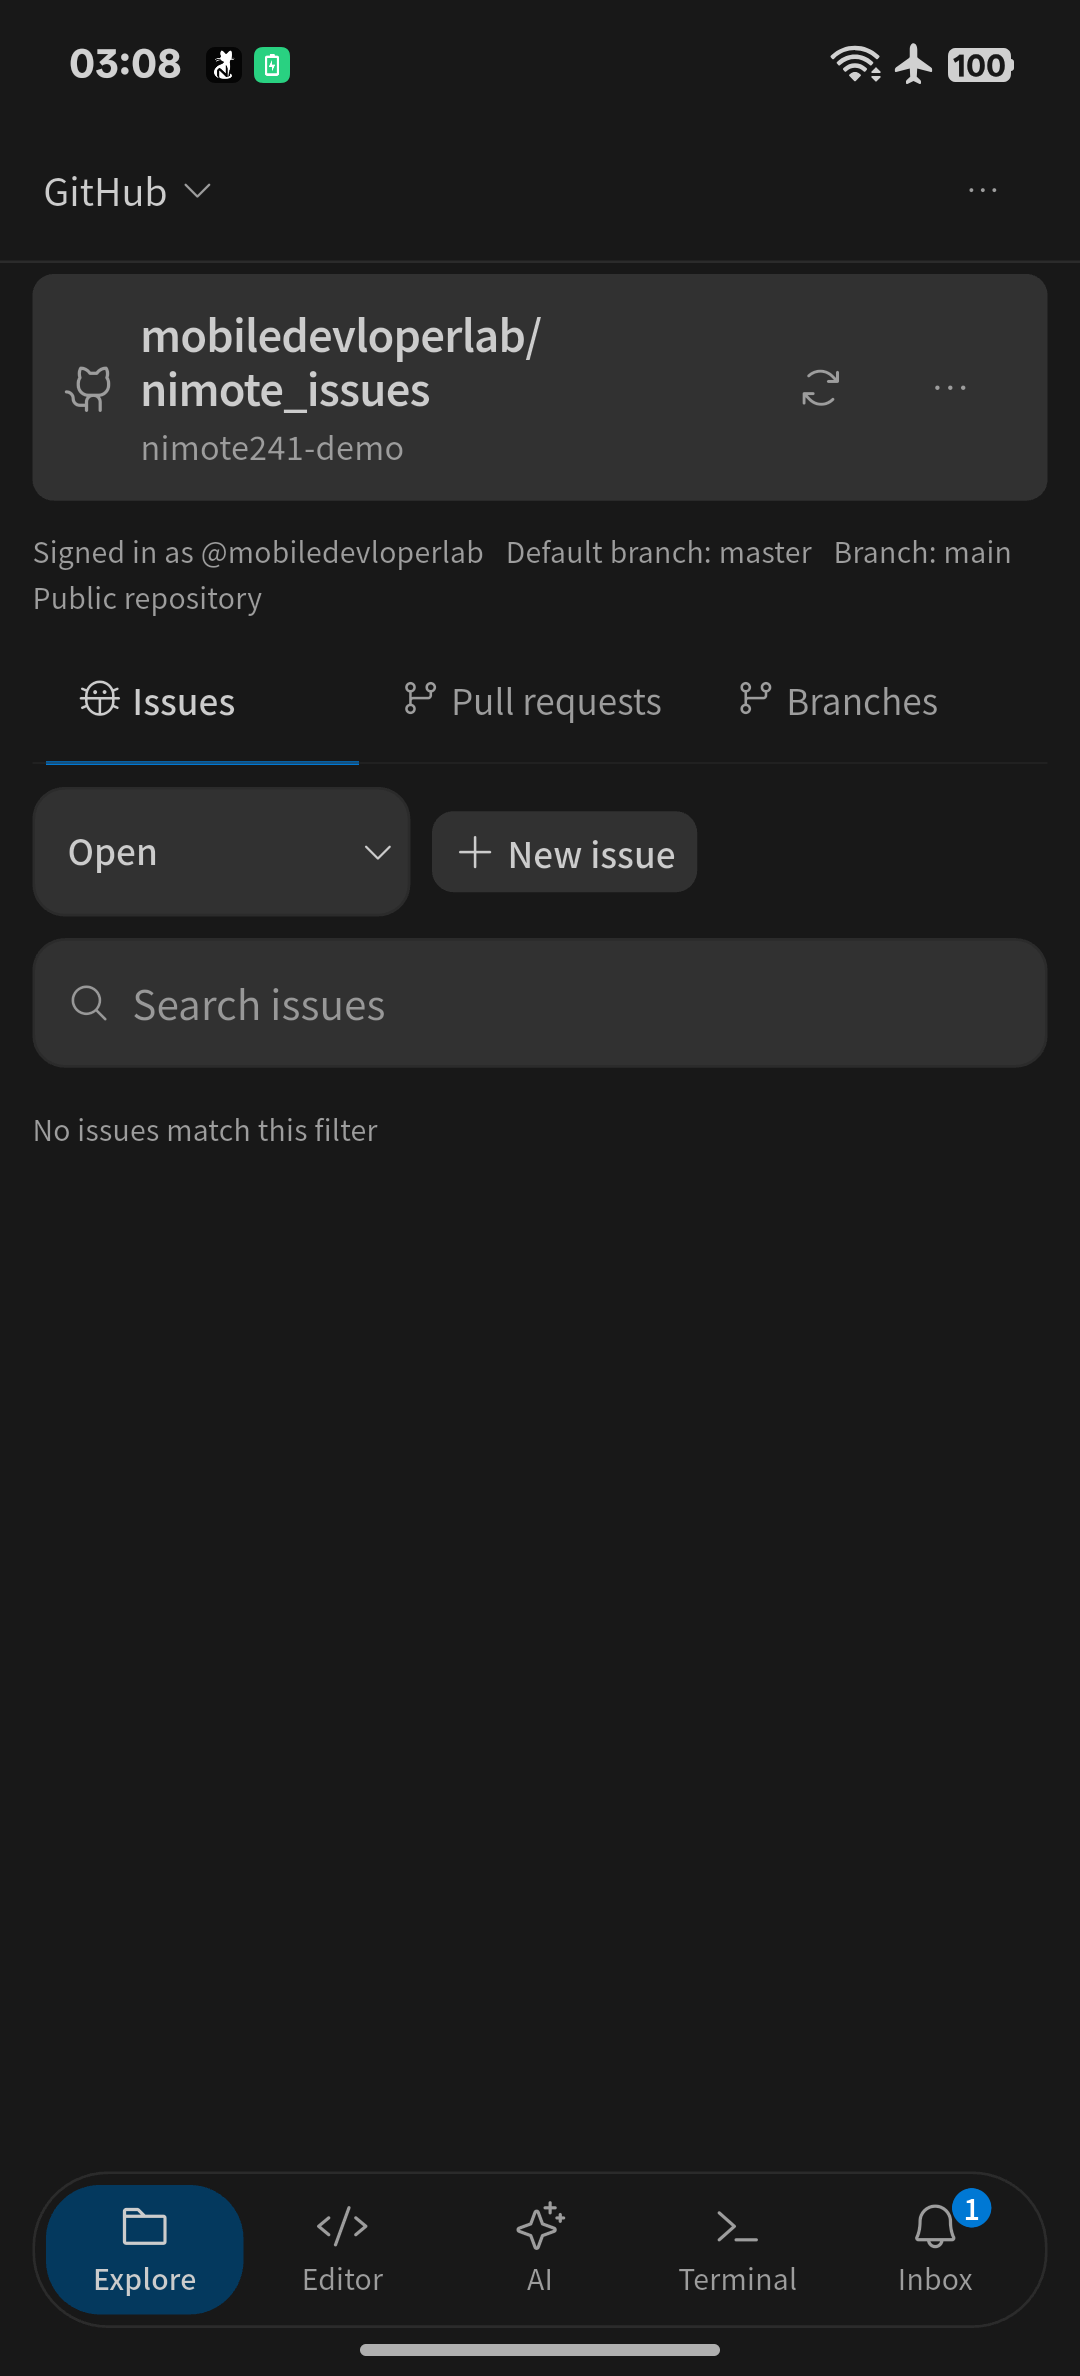 03:08
100
GitHub
mobiledevloperlab/
nimote_issues
nimote241-demo
Signed in as @mobiledevloperlab Default branch: master Branch: main
Public repository
Issues Pull requests Branches
Open New issue
Search issues
No issues match this filter
1
Explore Editor AI Terminal Inbox